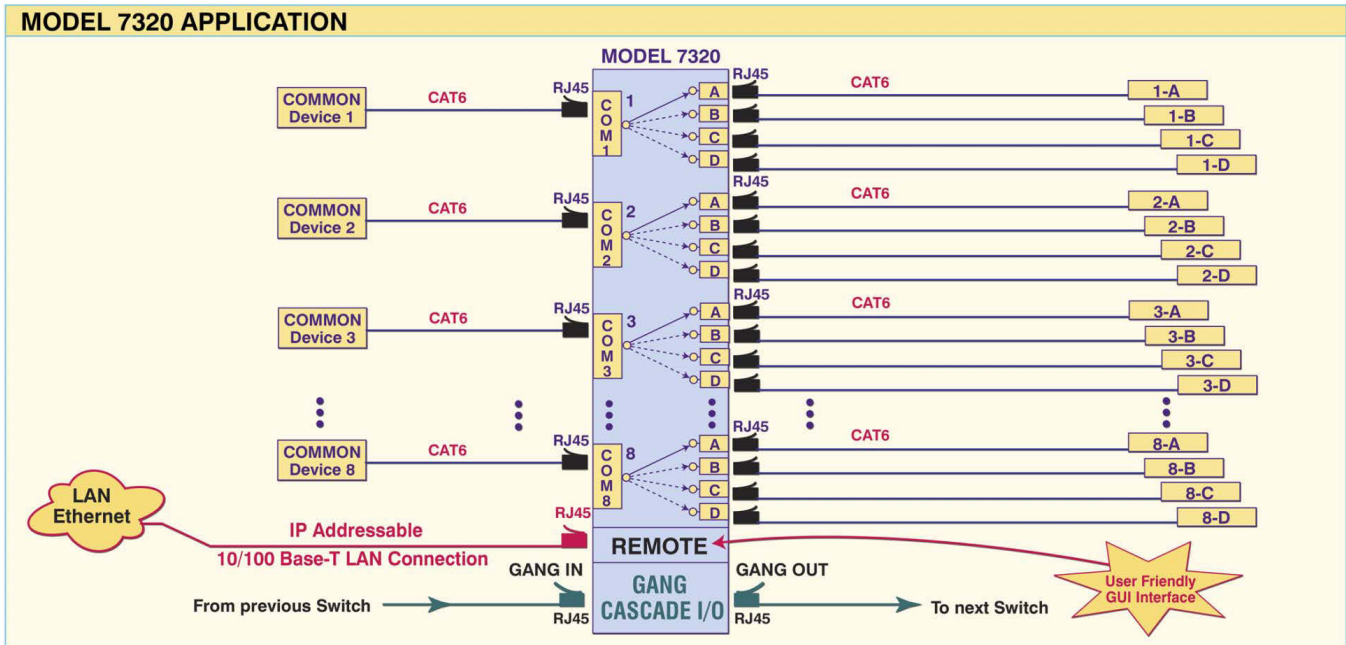 MODEL 7320 APPLICATION
MODEL 7320
COMMON
Device 1
CAT6
RJ45
COM1
1
A
B
C
D
RJ45
CAT6
1-A
1-B
1-C
1-D
COMMON
Device 2
CAT6
RJ45
COM2
2
A
B
C
D
RJ45
CAT6
2-A
2-B
2-C
2-D
COMMON
Device 3
CAT6
RJ45
COM3
3
A
B
C
D
RJ45
CAT6
3-A
3-B
3-C
3-D
COMMON
Device 8
CAT6
RJ45
COM8
8
A
B
C
D
RJ45
CAT6
8-A
8-B
8-C
8-D
LAN
Ethernet
IP Addressable
10/100 Base-T LAN Connection
RJ45
REMOTE
User Friendly
GUI Interface
From previous Switch
GANG IN
RJ45
GANG
CASCADE I/O
GANG OUT
RJ45
To next Switch